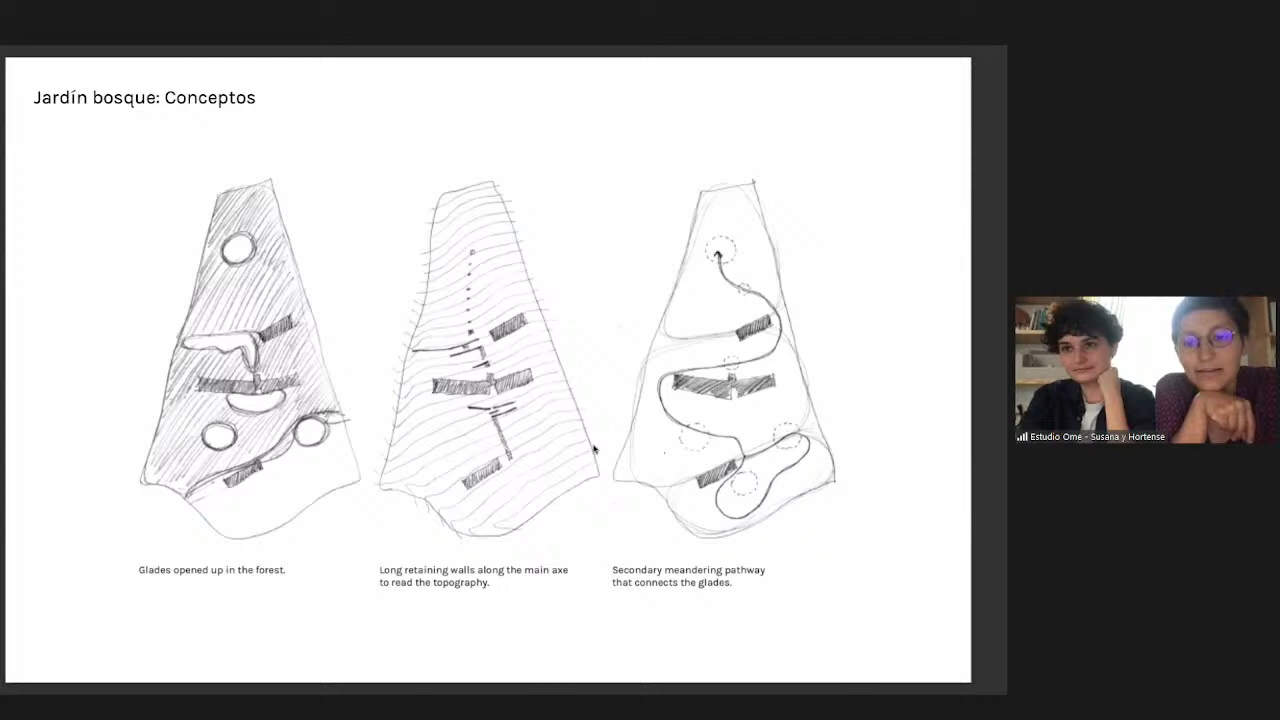 Jardín bosque: Conceptos
Glades opened up in the forest.
Long retaining walls along the main axe
to read the topography.
Secondary meandering pathway
that connects the glades.
Estudio Ome - Susana y Hortense